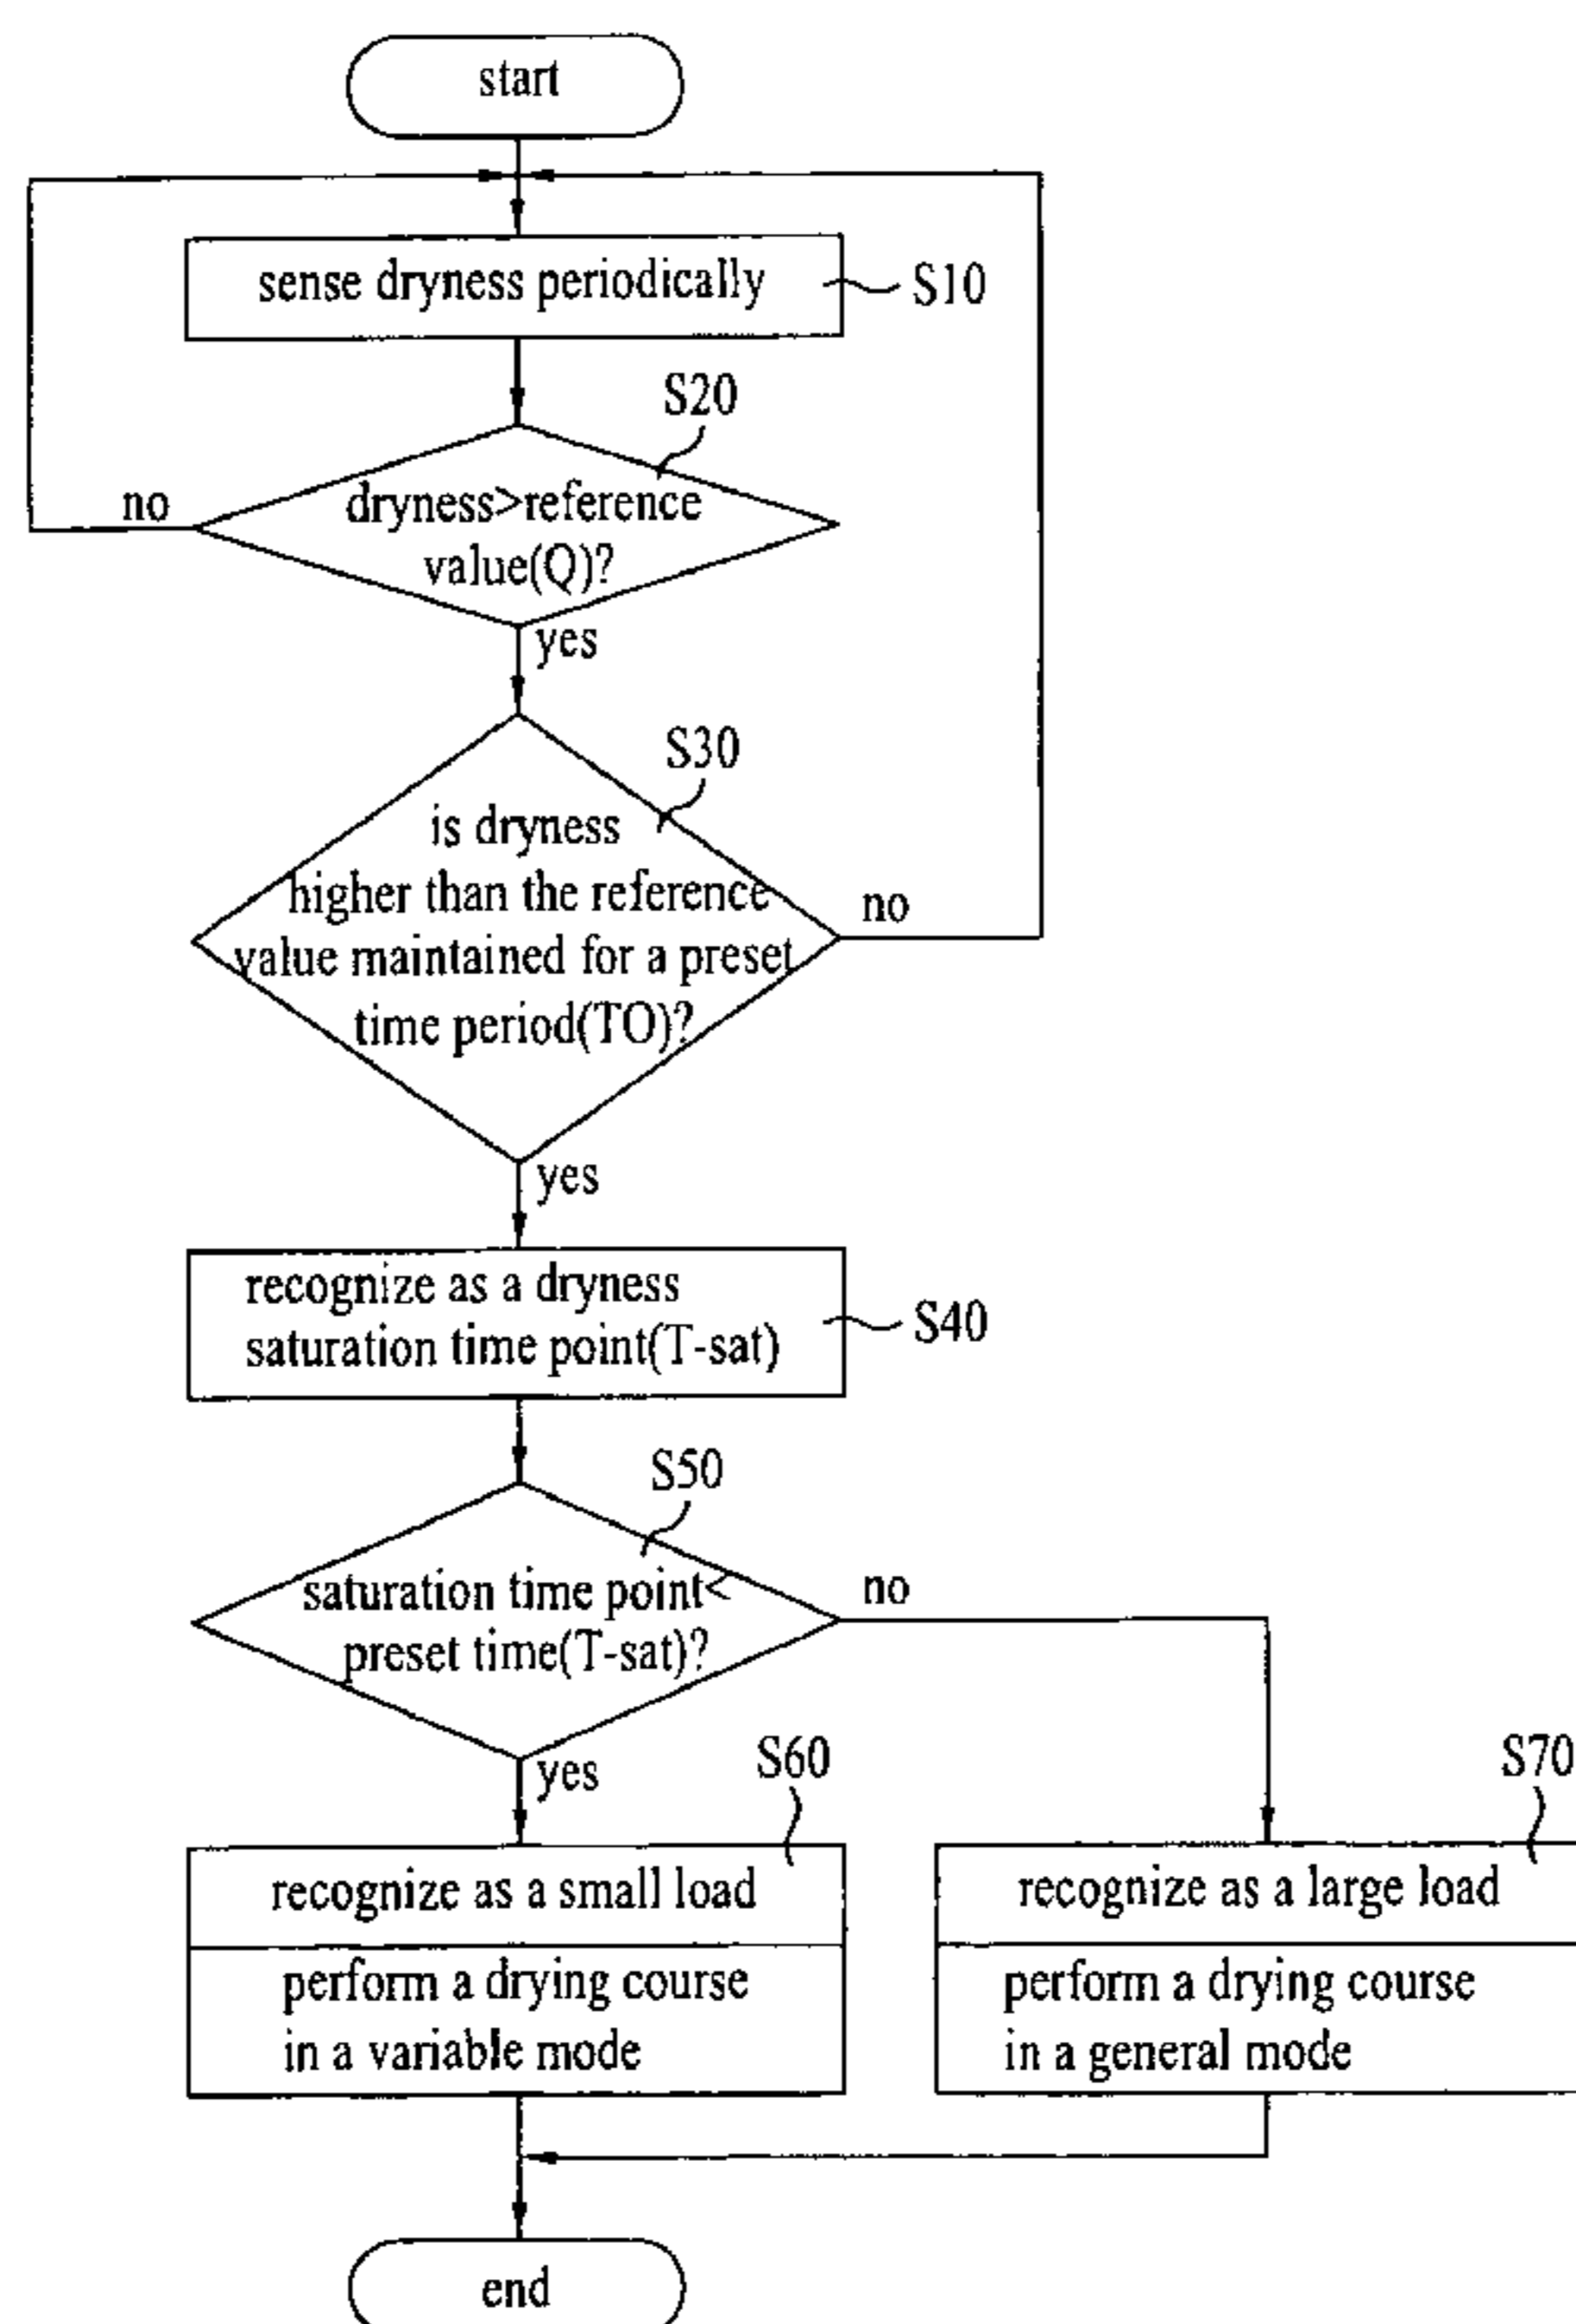 start
sense dryness periodically
S10
S20
dryness>reference
value(Q)?
no
yes
S30
is dryness
higher than the reference
value maintained for a preset
time period(TO)?
no
yes
recognize as a dryness
saturation time point(T-sat)
S40
S50
saturation time point<
preset time(T-sat)?
no
yes
S60
recognize as a small load
perform a drying course
in a variable mode
S70
recognize as a large load
perform a drying course
in a general mode
end